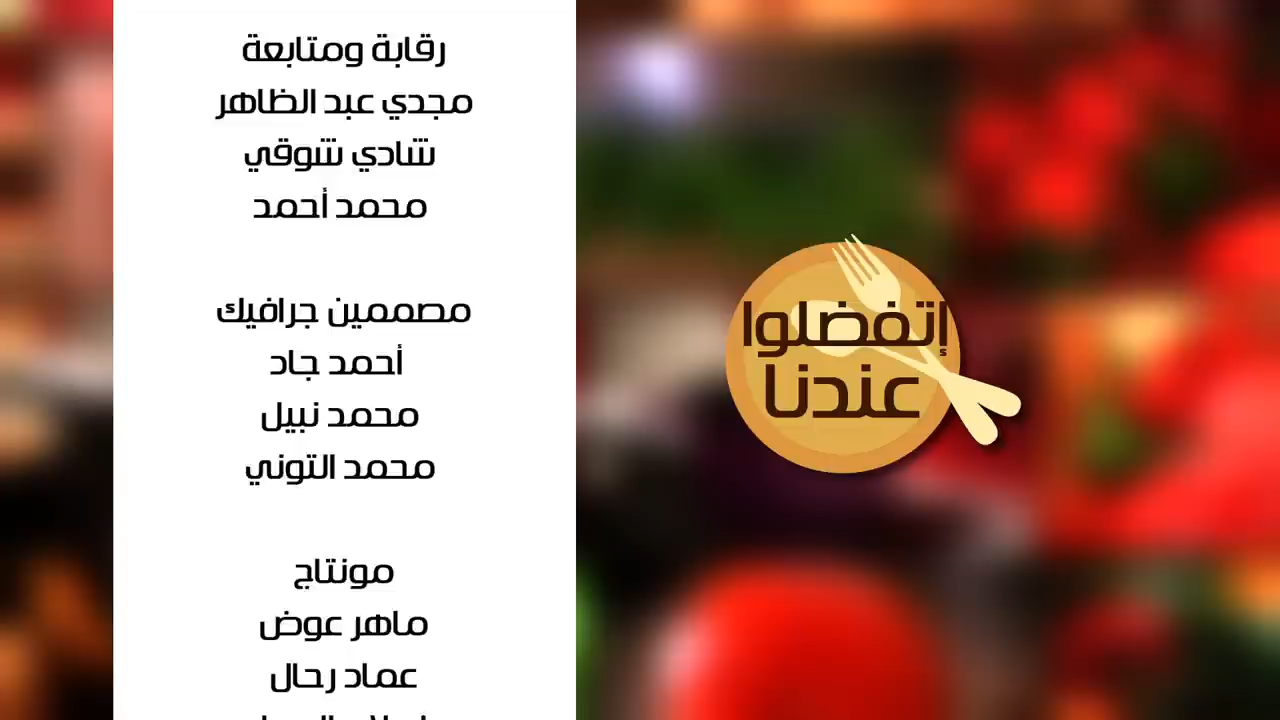 رقابة ومتابعة
مجدي عبد الظاهر
شادي شوقي
محمد أحمد
مصممين جرافيك
أحمد جاد
محمد نبيل
محمد التوني
مونتاج
ماهر عوض
عماد رحال
إتفضلوا
عندنا